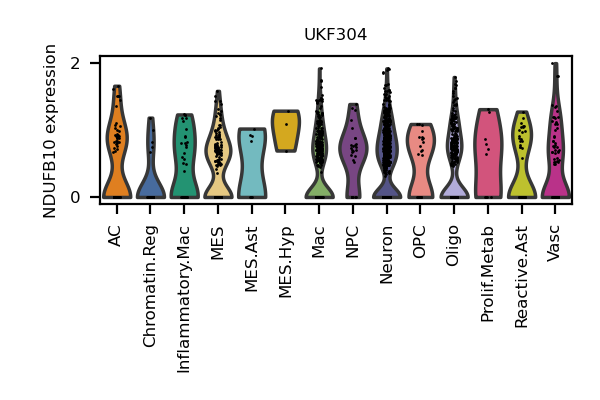 UKF304
NDUFB10 expression
2
0
AC
Chromatin.Reg
Inflammatory.Mac
MES
MES.Ast
MES.Hyp
Mac
NPC
Neuron
OPC
Oligo
Prolif.Metab
Reactive.Ast
Vasc